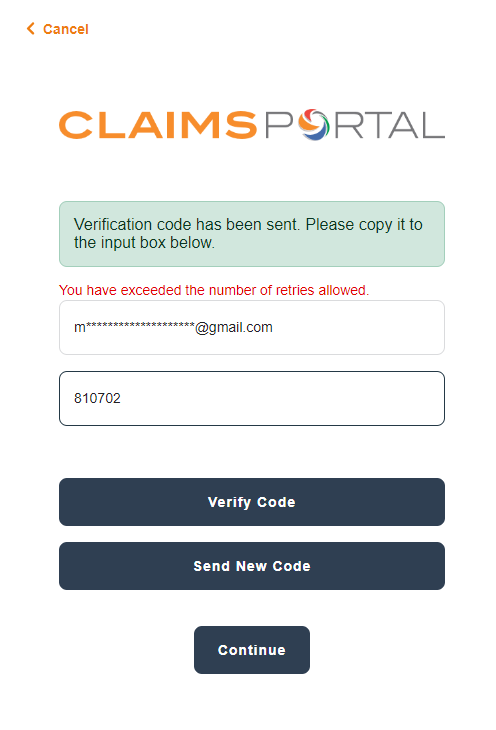 Cancel
CLAIMSPORTAL
Verification code has been sent. Please copy it to
the input box below.
You have exceeded the number of retries allowed.
m********************@gmail.com
810702
Verify Code
Send New Code
Continue